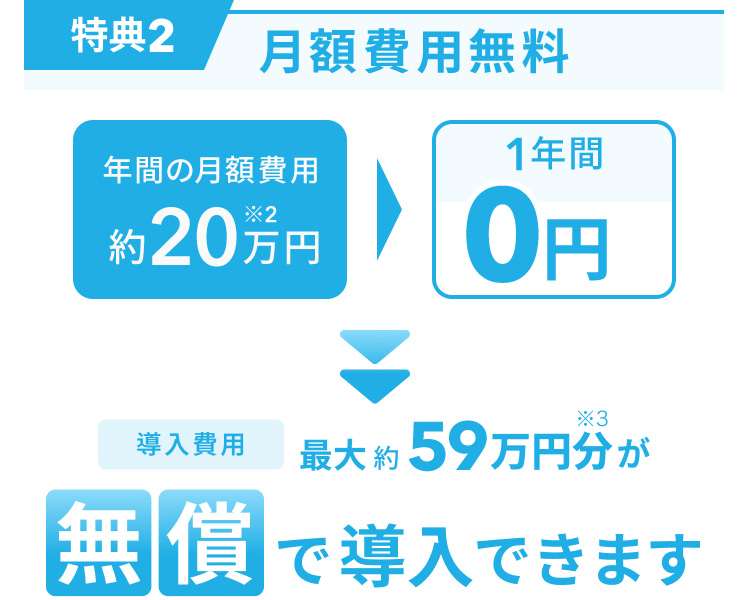 特典2
月額費用無料
年間の月額費用
約20万円※2
1年間
0円
導入費用
最大約59万円分※3が
無償で導入できます